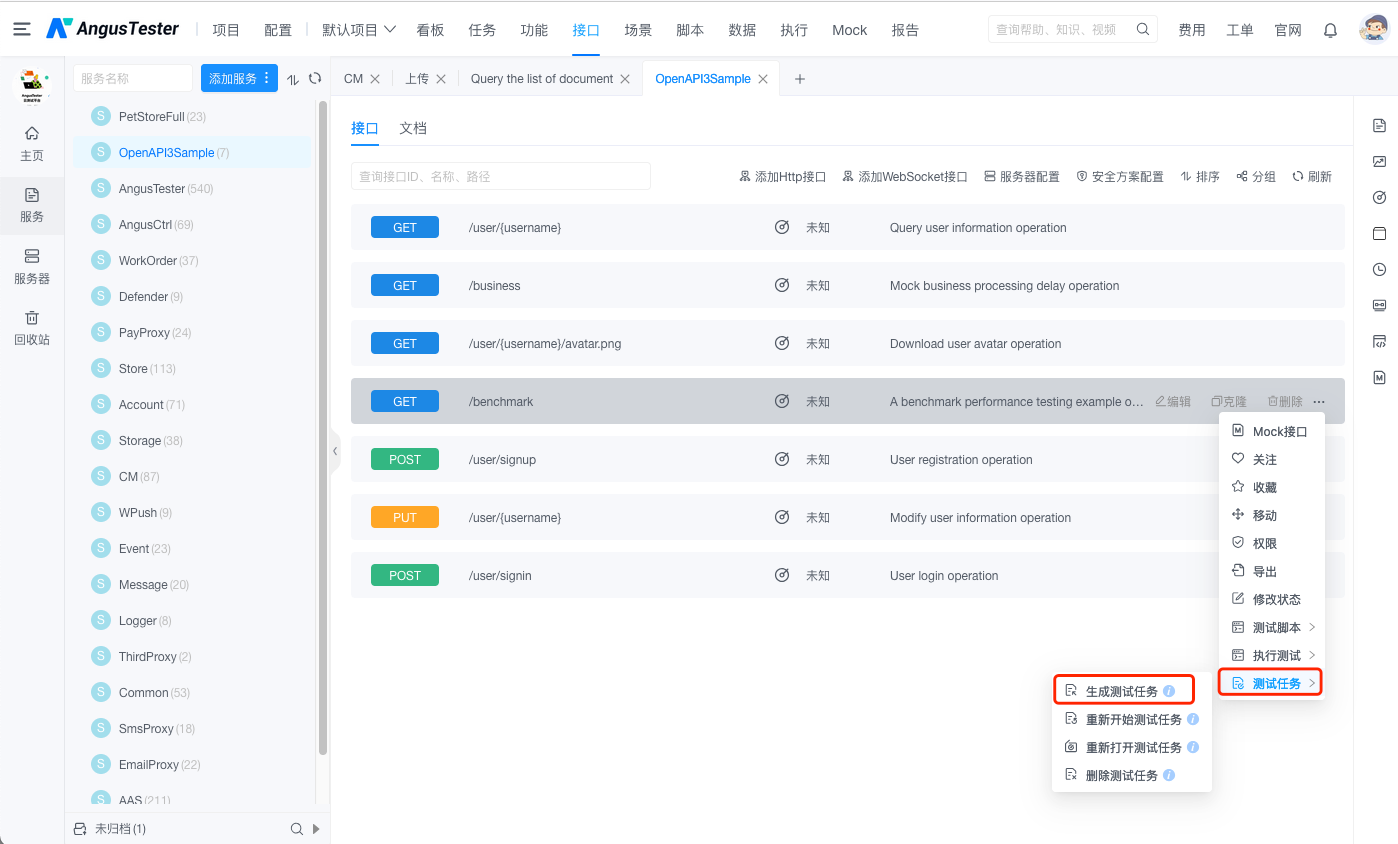 AngusTester
项目 配置 默认项目 看板 任务 功能 接口 场景 脚本 数据 执行 Mock 报告
查询帮助、知识、视频
费用 工单 官网
服务名称
添加服务
CM 上传 Query the list of document OpenAPI3Sample
主页
服务
服务器
回收站
PetStoreFull (23)
OpenAPI3Sample (7)
AngusTester (540)
AngusCtrl (69)
WorkOrder (37)
Defender (9)
PayProxy (24)
Store (113)
Account (71)
Storage (38)
CM (87)
WPush (9)
Event (23)
Message (20)
Logger (8)
ThirdProxy (2)
Common (53)
SmsProxy (18)
EmailProxy (22)
AAS (211)
未归档 (1)
接口 文档
查询接口ID、名称、路径
添加Http接口 添加WebSocket接口 服务器配置 安全方案配置 排序 分组 刷新
GET /user/{username} 未知 Query user information operation
GET /business 未知 Mock business processing delay operation
GET /user/{username}/avatar.png 未知 Download user avatar operation
GET /benchmark 未知 A benchmark performance testing example o... 编辑 克隆 删除 ...
POST /user/signup 未知 User registration operation
PUT /user/{username} 未知 Modify user information operation
POST /user/signin 未知 User login operation
Mock接口
关注
收藏
移动
权限
导出
修改状态
测试脚本
执行测试
测试任务
生成测试任务
重新开始测试任务
重新打开测试任务
删除测试任务